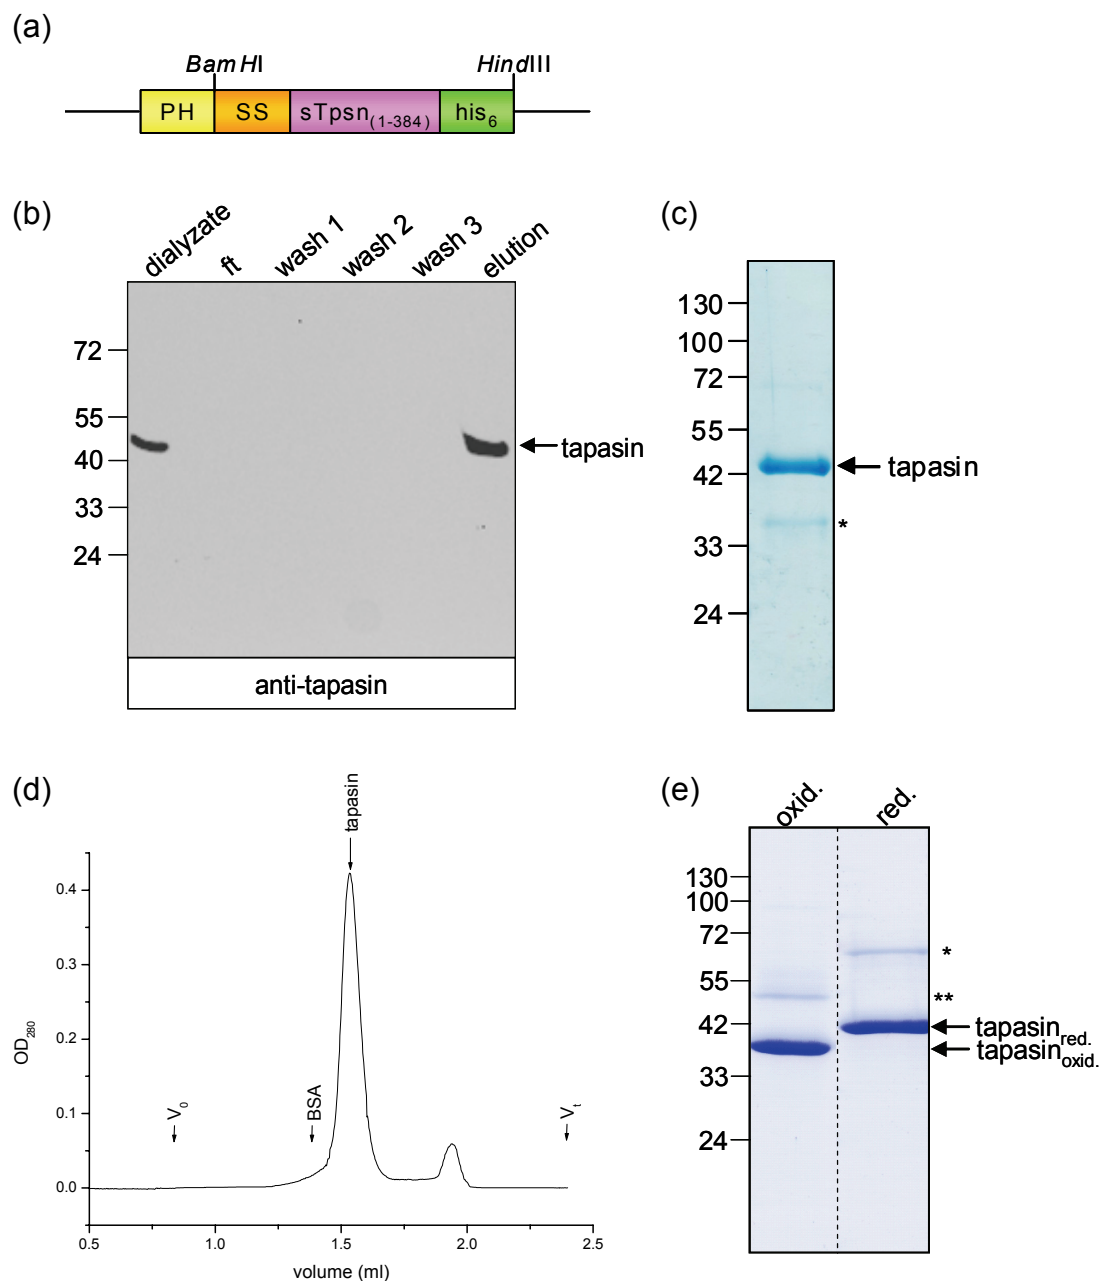 (a)
BamHI HindIII
PH SS sTpsn(1-384) his6
(b)
dialyzate ft wash 1 wash 2 wash 3 elution
72
55
40
33
24
tapasin
anti-tapasin
(c)
130
100
72
55
42
33
24
tapasin
*
(d)
OD280
0.4
0.3
0.2
0.1
0.0
V0
BSA
tapasin
Vt
0.5 1.0 1.5 2.0 2.5
volume (ml)
(e)
oxid. red.
130
100
72
55
42
33
24
*
**
tapasinred.
tapasinoxid.